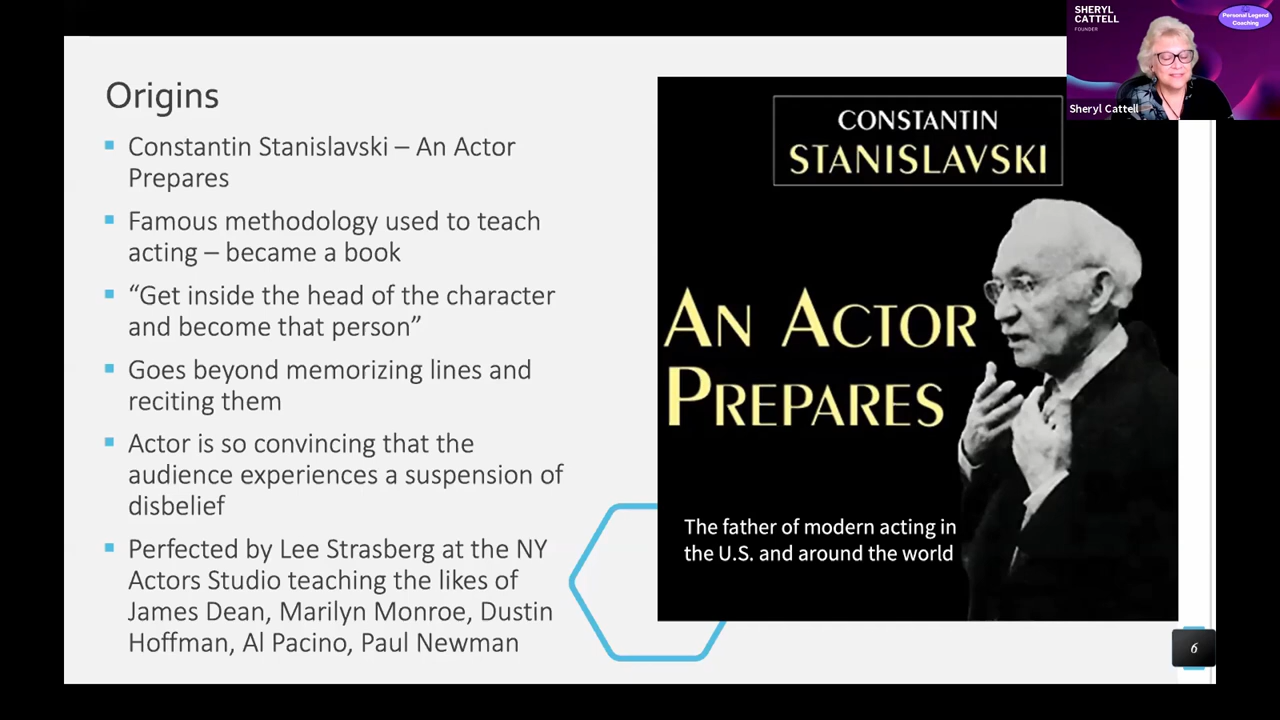 Origins
Constantin Stanislavski – An Actor
Prepares
Famous methodology used to teach
acting – became a book
“Get inside the head of the character
and become that person”
Goes beyond memorizing lines and
reciting them
Actor is so convincing that the
audience experiences a suspension of
disbelief
Perfected by Lee Strasberg at the NY
Actors Studio teaching the likes of
James Dean, Marilyn Monroe, Dustin
Hoffman, Al Pacino, Paul Newman
CONSTANTIN
STANISLAVSKI
AN ACTOR
PREPARES
The father of modern acting in
the U.S. and around the world
6
SHERYL
CATTELL
FOUNDER
Personal Legend
Coaching
Sheryl Cattell